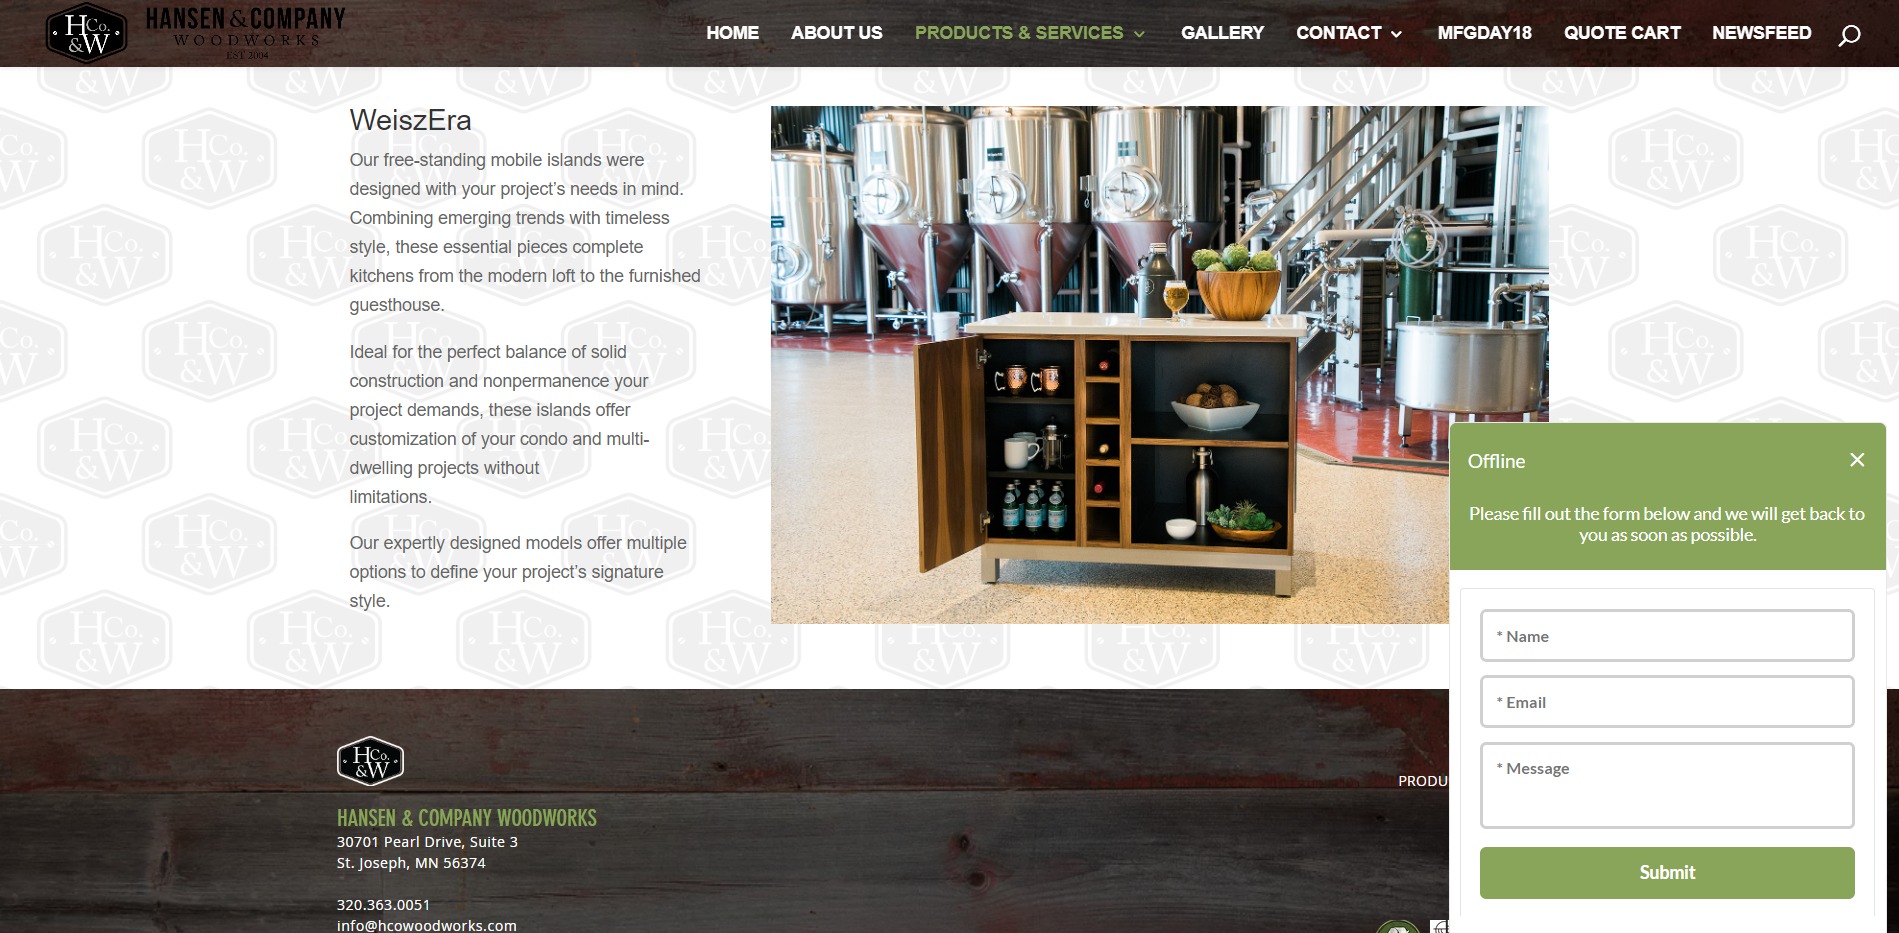 HCo.
&W
HANSEN & COMPANY
WOODWORKS
EST 2004
HOME
ABOUT US
PRODUCTS & SERVICES
GALLERY
CONTACT
MFGDAY18
QUOTE CART
NEWSFEED
WeiszEra
Our free-standing mobile islands were
designed with your project’s needs in mind.
Combining emerging trends with timeless
style, these essential pieces complete
kitchens from the modern loft to the furnished
guesthouse.
Ideal for the perfect balance of solid
construction and nonpermanence your
project demands, these islands offer
customization of your condo and multi-
dwelling projects without
limitations.
Our expertly designed models offer multiple
options to define your project’s signature
style.
Offline
Please fill out the form below and we will get back to
you as soon as possible.
* Name
* Email
* Message
Submit
HCo.
&W
HANSEN & COMPANY WOODWORKS
30701 Pearl Drive, Suite 3
St. Joseph, MN 56374
320.363.0051
info@hcowoodworks.com
PRODU